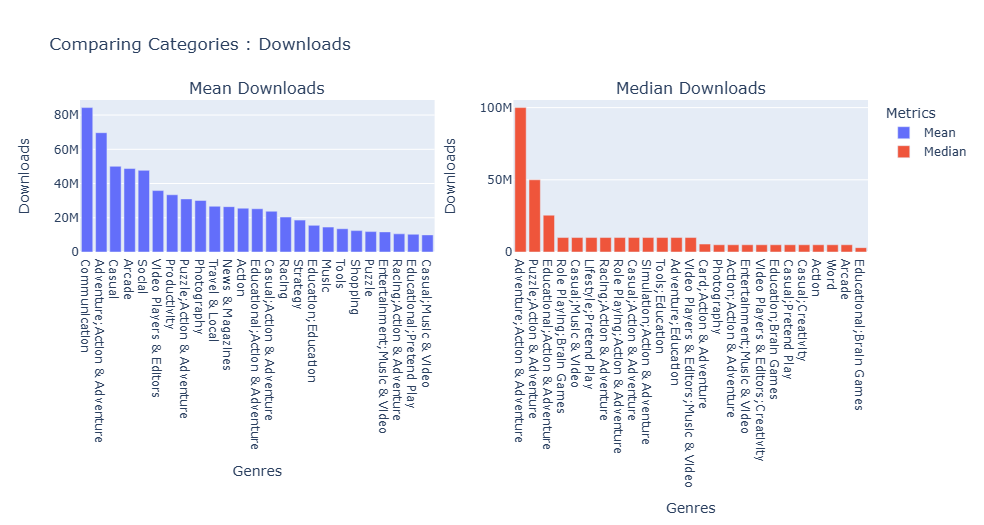 Comparing Categories : Downloads
Mean Downloads
Downloads
80M
60M
40M
20M
0
Communication
Adventure;Action & Adventure
Casual
Arcade
Social
Video Players & Editors
Productivity
Puzzle;Action & Adventure
Photography
Travel & Local
News & Magazines
Action
Educational;Action & Adventure
Casual;Action & Adventure
Racing
Strategy
Education;Education
Music
Tools
Shopping
Puzzle
Entertainment;Music & Video
Racing;Action & Adventure
Educational;Pretend Play
Casual;Music & Video
Genres
Median Downloads
Downloads
100M
50M
0
Adventure;Action & Adventure
Puzzle;Action & Adventure
Educational;Action & Adventure
Role Playing;Brain Games
Casual;Music & Video
Lifestyle;Pretend Play
Racing;Action & Adventure
Role Playing;Action & Adventure
Casual;Action & Adventure
Simulation;Action & Adventure
Tools;Education
Adventure;Education
Video Players & Editors;Music & Video
Card;Action & Adventure
Photography
Action;Action & Adventure
Entertainment;Music & Video
Video Players & Editors;Creativity
Education;Brain Games
Casual;Pretend Play
Casual;Creativity
Action
Word
Arcade
Educational;Brain Games
Genres
Metrics
Mean
Median